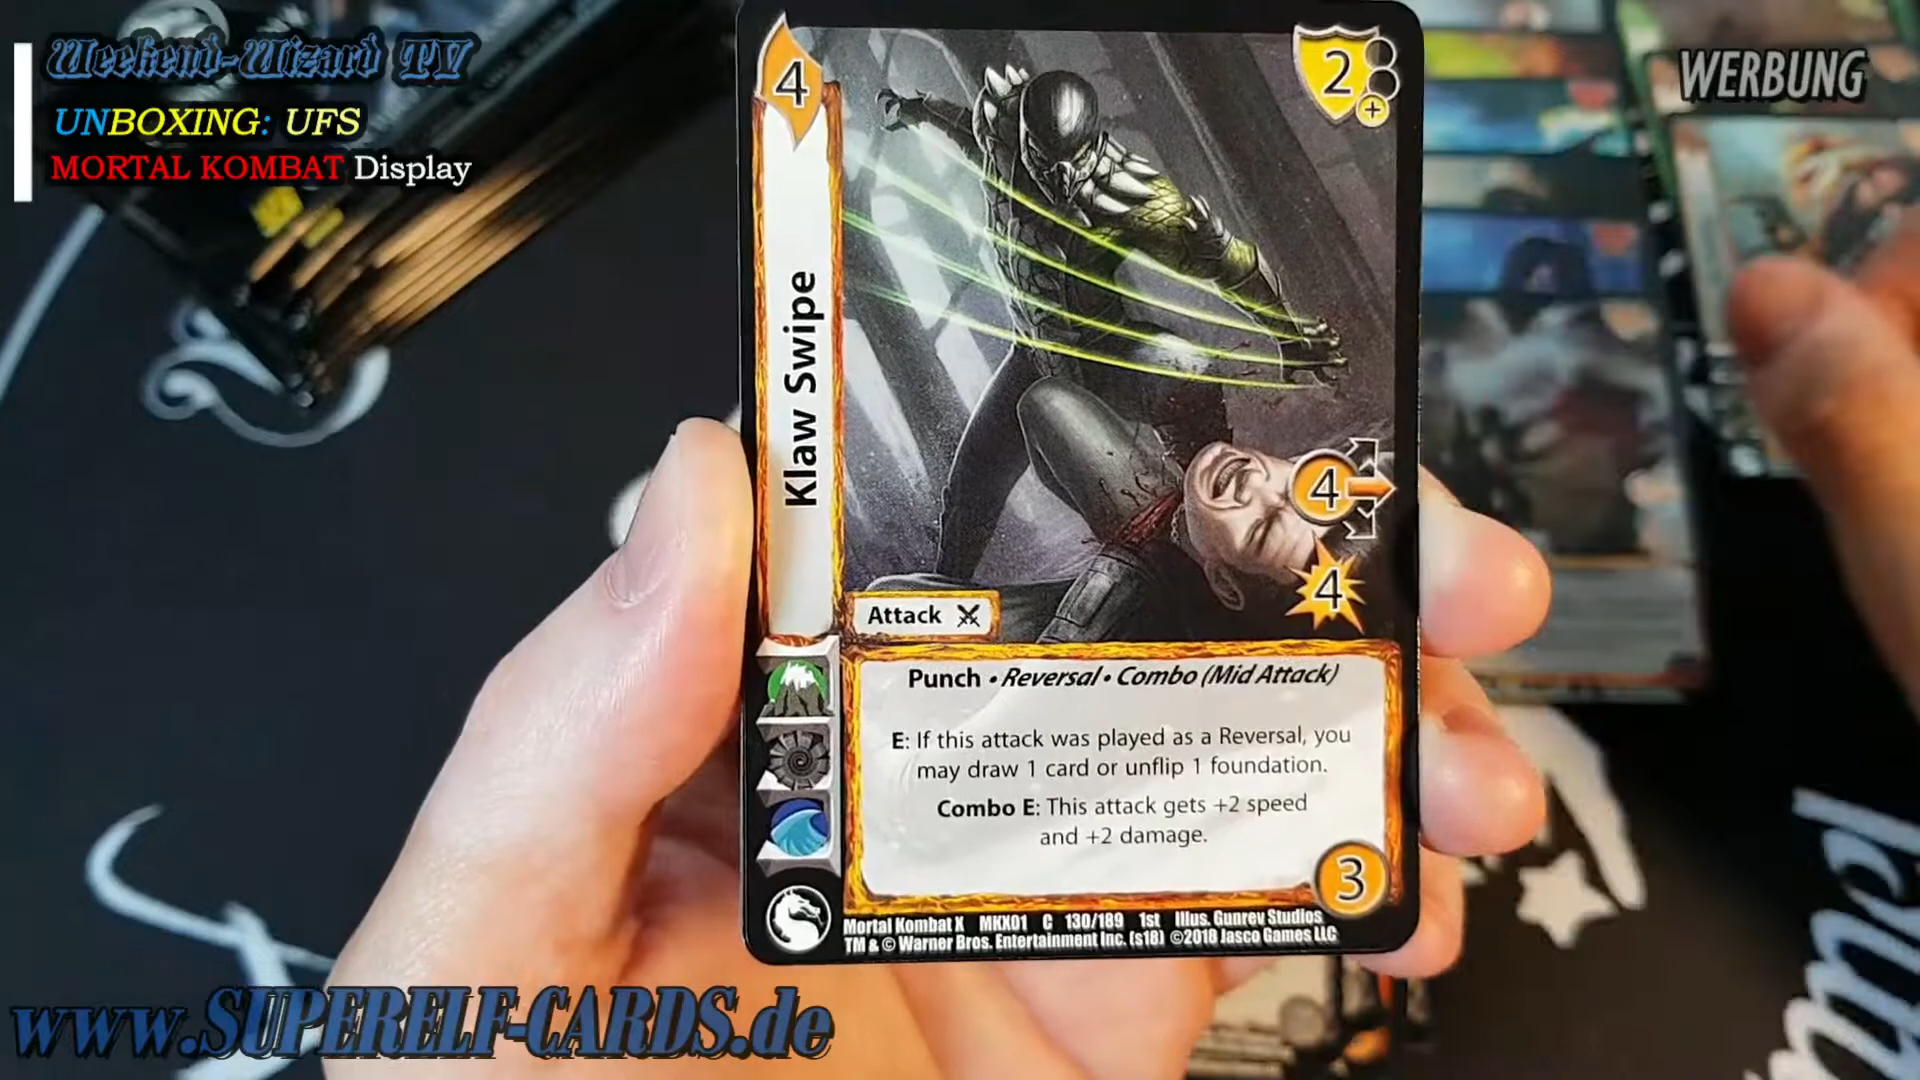 Weekend-Wizard TV
UNBOXING: UFS
MORTAL KOMBAT Display
WERBUNG
4
2
+
Klaw Swipe
4
4
Attack
Punch • Reversal • Combo (Mid Attack)
E: If this attack was played as a Reversal, you
may draw 1 card or unflip 1 foundation.
Combo E: This attack gets +2 speed
and +2 damage.
3
Mortal Kombat X MKX01 C 130/189 1st Illus. Gunrev Studios
TM & © Warner Bros. Entertainment Inc. (s18) ©2018 Jasco Games LLC
www.SUPERELF-CARDS.de